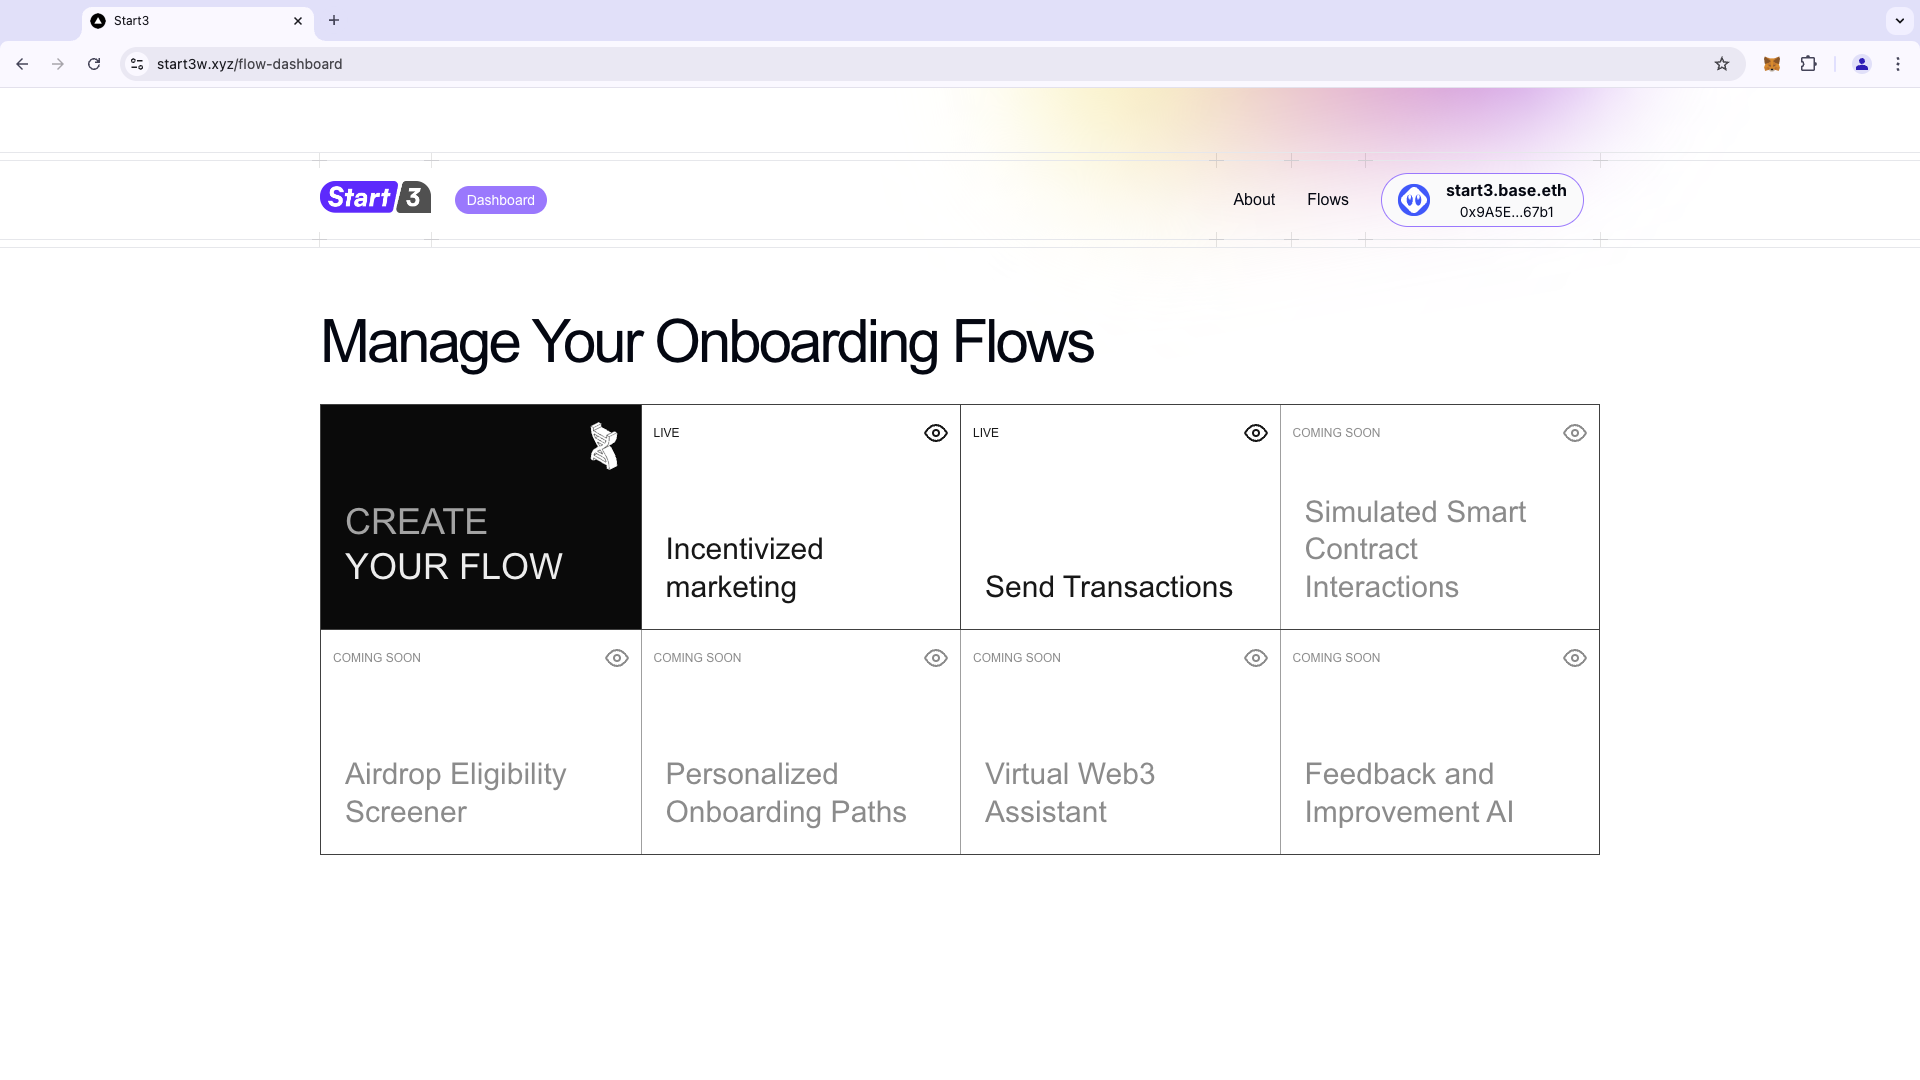 Start3
start3w.xyz/flow-dashboard
Start 3
Dashboard
About
Flows
start3.base.eth
0x9A5E...67b1
Manage Your Onboarding Flows
CREATE
YOUR FLOW
LIVE
Incentivized
marketing
LIVE
Send Transactions
COMING SOON
Simulated Smart
Contract
Interactions
COMING SOON
Airdrop Eligibility
Screener
COMING SOON
Personalized
Onboarding Paths
COMING SOON
Virtual Web3
Assistant
COMING SOON
Feedback and
Improvement AI